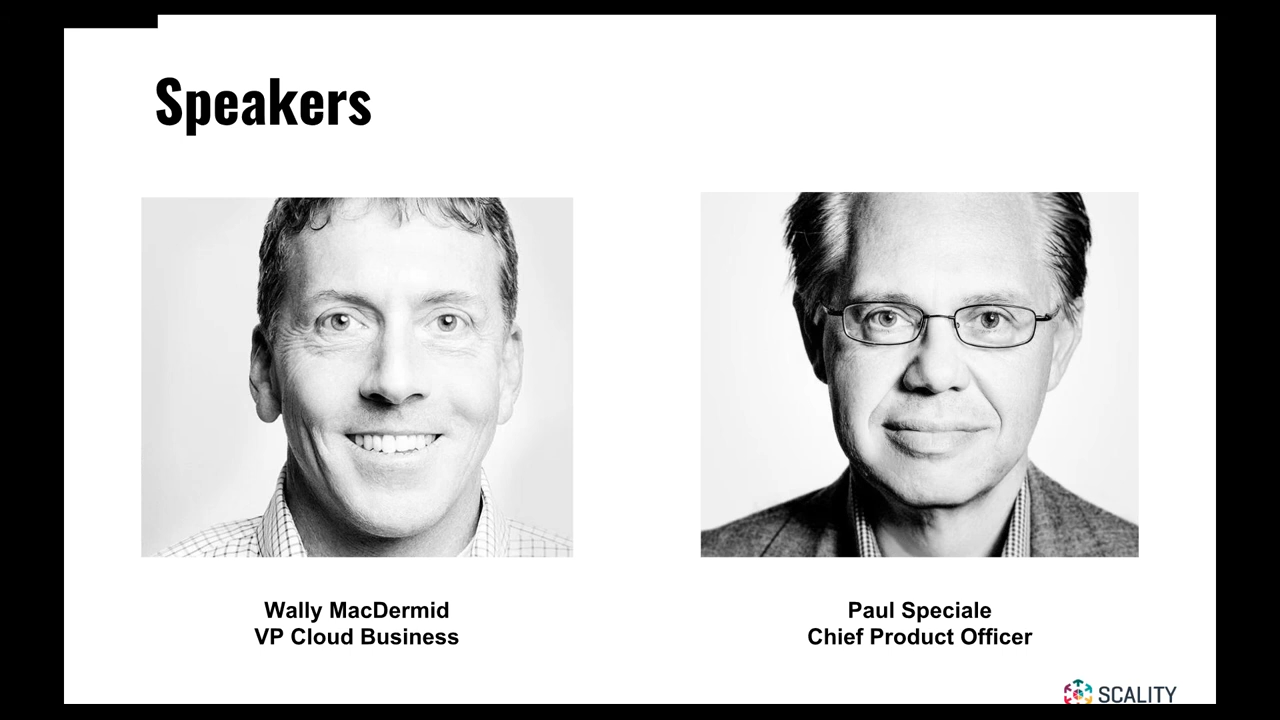 Speakers
Wally MacDermid
VP Cloud Business
Paul Speciale
Chief Product Officer
SCALITY